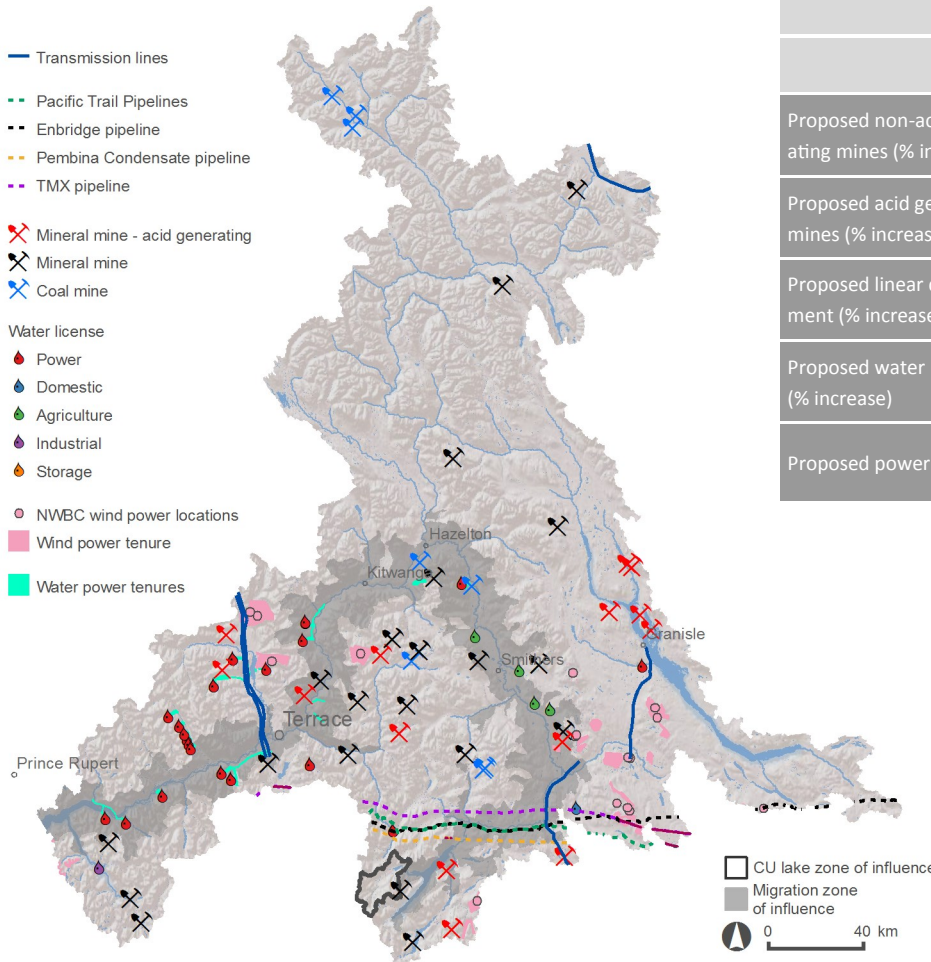 Transmission lines
Pacific Trail Pipelines
Enbridge pipeline
Pembina Condensate pipeline
TMX pipeline
Mineral mine - acid generating
Mineral mine
Coal mine
Water license
Power
Domestic
Agriculture
Industrial
Storage
NWBC wind power locations
Wind power tenure
Water power tenures
Hazelton
Kitwanga
Granisle
Smithers
Terrace
Prince Rupert
Proposed non-ac
ating mines (% in
Proposed acid ge
mines (% increas
Proposed linear
ment (% increase
Proposed water
(% increase)
Proposed power
CU lake zone of influence
Migration zone
of influence
0 40 km